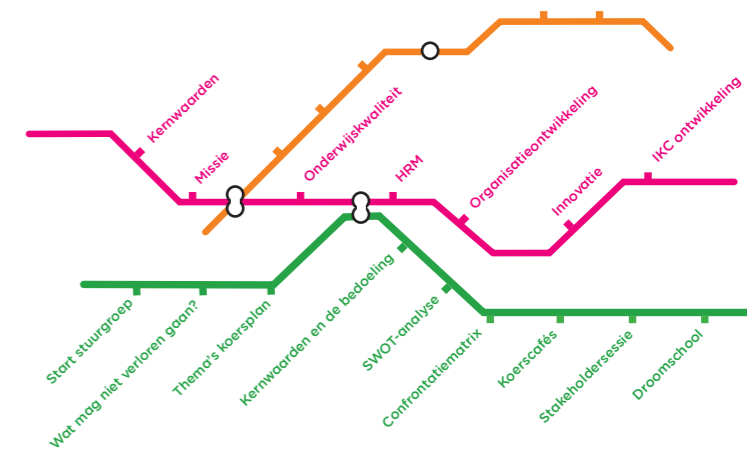 Kernwaarden
Missie
Onderwijskwaliteit
HRM
Organisatieontwikkeling
Innovatie
IKC ontwikkeling
Start stuurgroep
Wat mag niet verloren gaan?
Thema's koersplan
Kernwaarden en de bedoeling
SWOT-analyse
Confrontatiematrix
Koerscafés
Stakeholdersessie
Droomschool